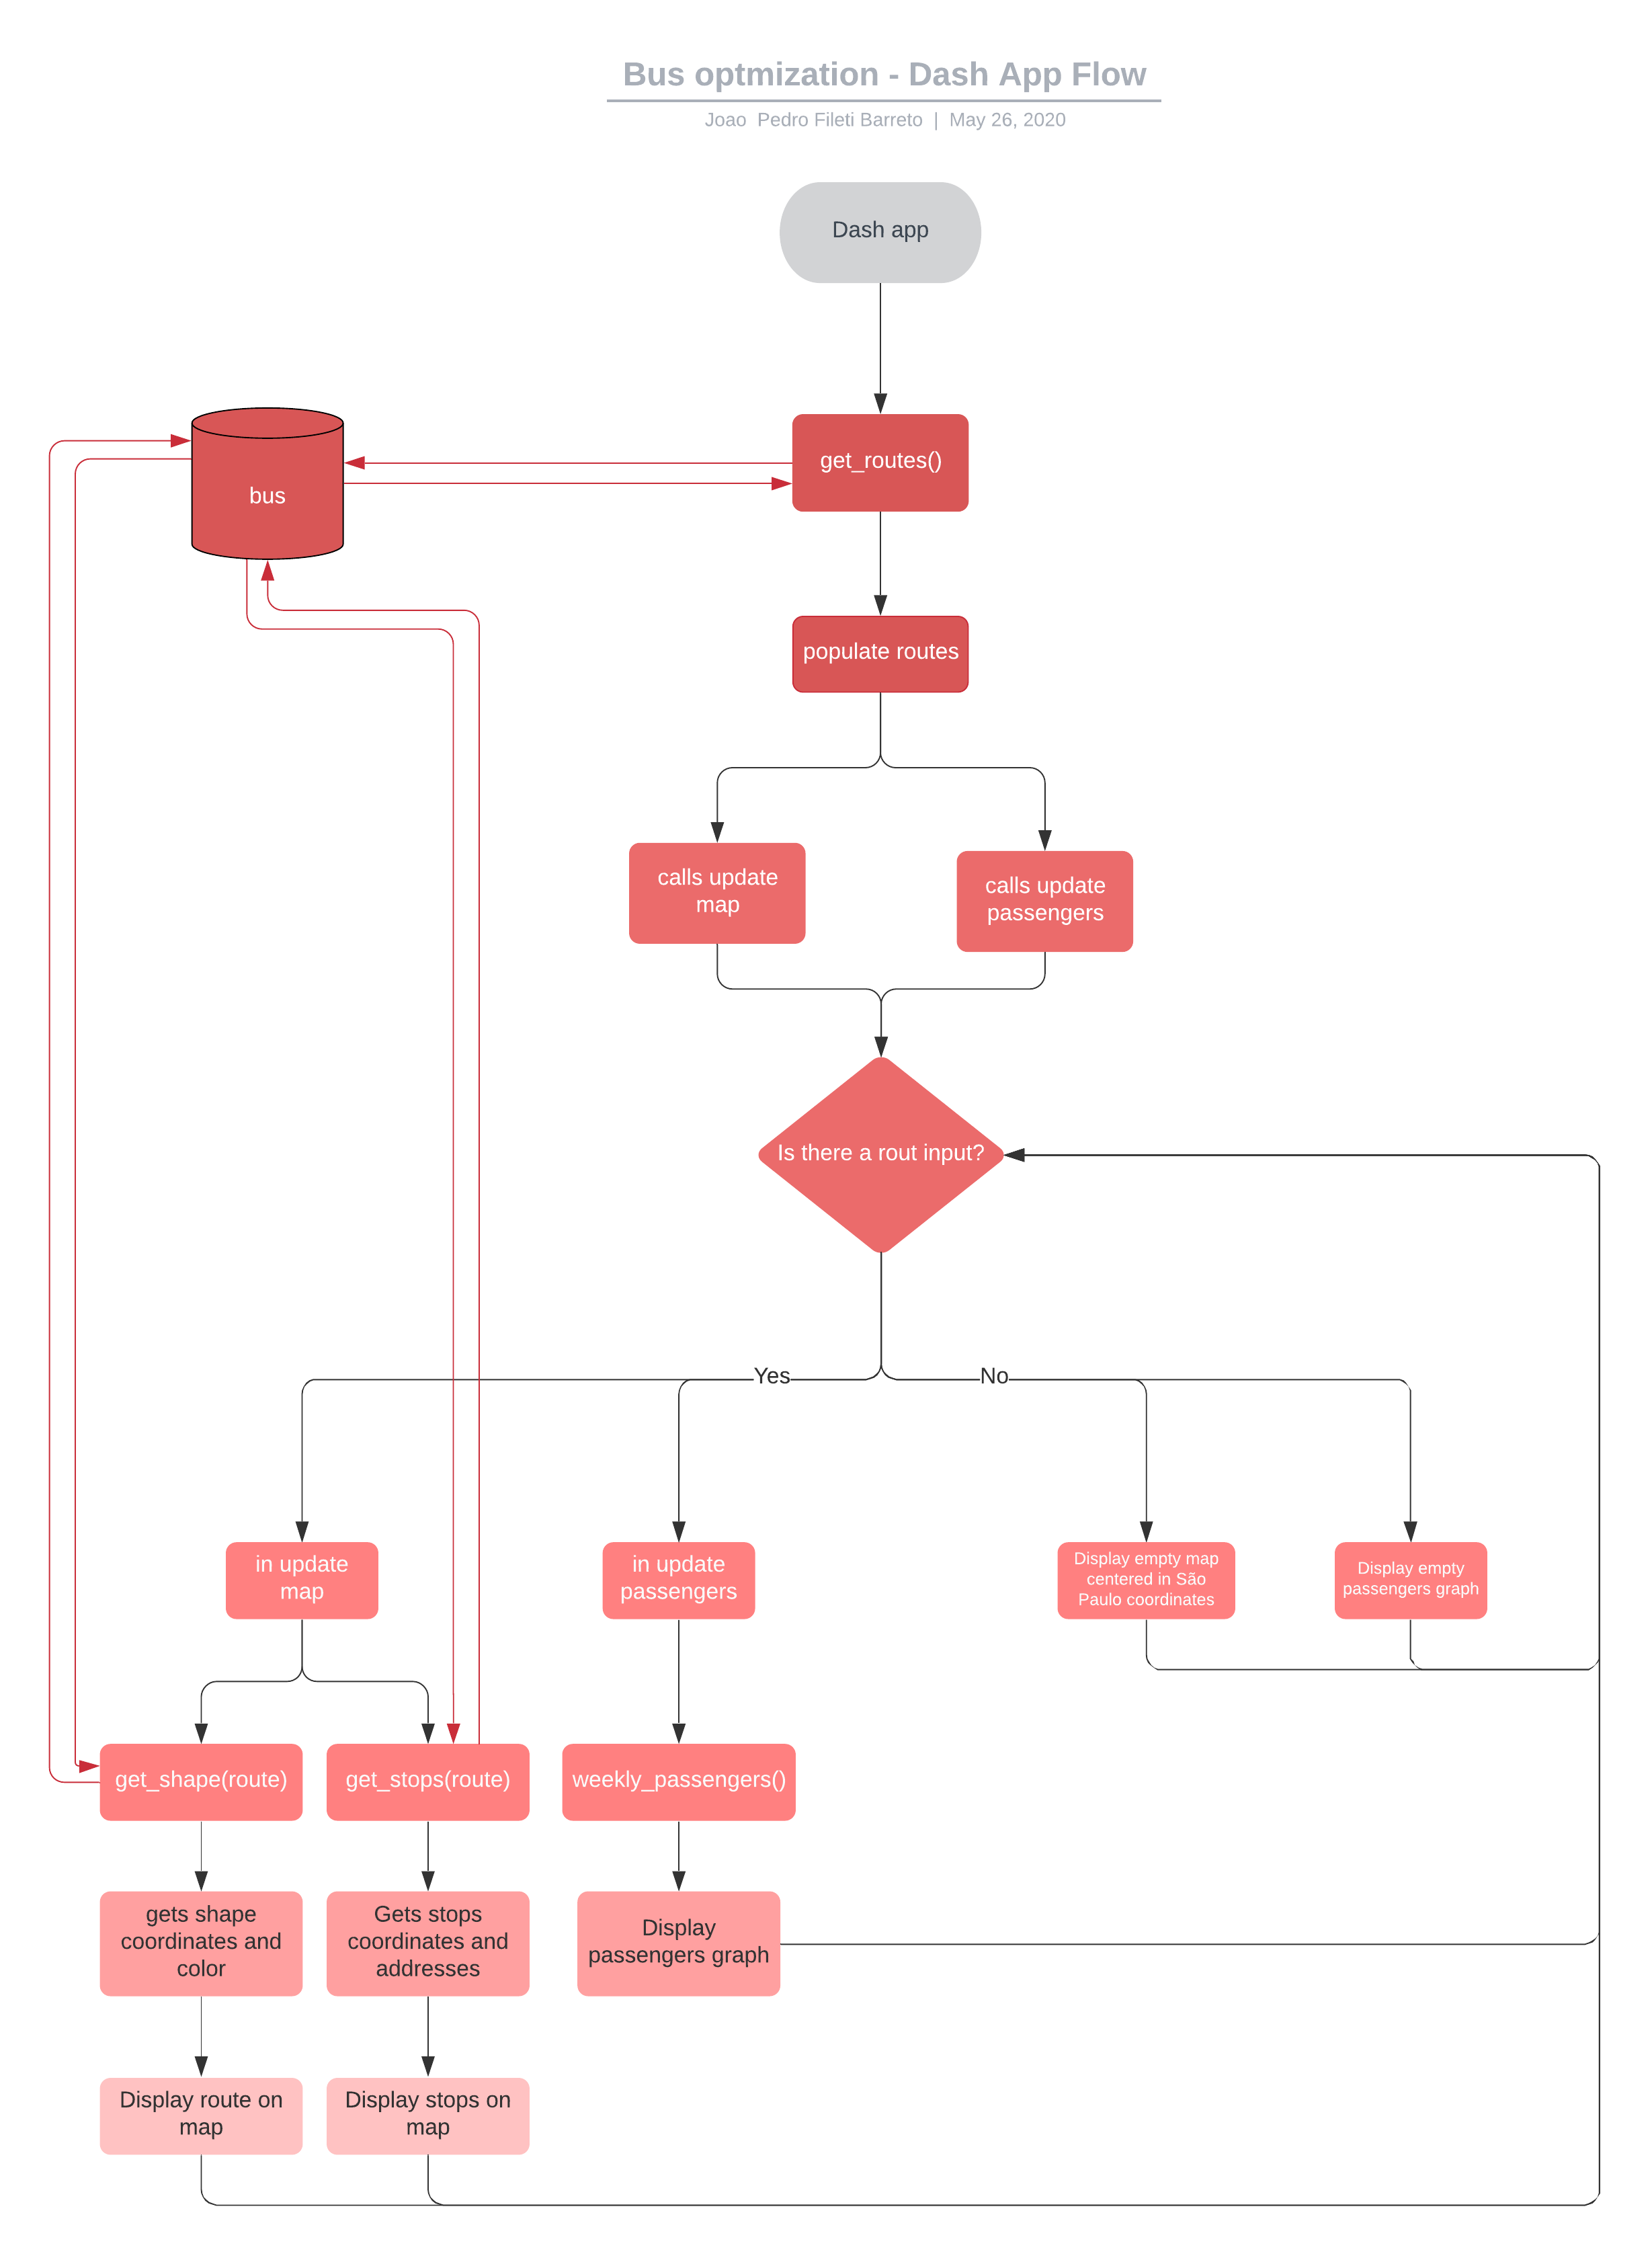 Bus optmization - Dash App Flow
Joao Pedro Fileti Barreto | May 26, 2020
Dash app
get_routes()
bus
populate routes
calls update
map
calls update
passengers
Is there a rout input?
Yes
No
in update
map
in update
passengers
Display empty map
centered in São
Paulo coordinates
Display empty
passengers graph
get_shape(route)
get_stops(route)
weekly_passengers()
gets shape
coordinates and
color
Gets stops
coordinates and
addresses
Display
passengers graph
Display route on
map
Display stops on
map